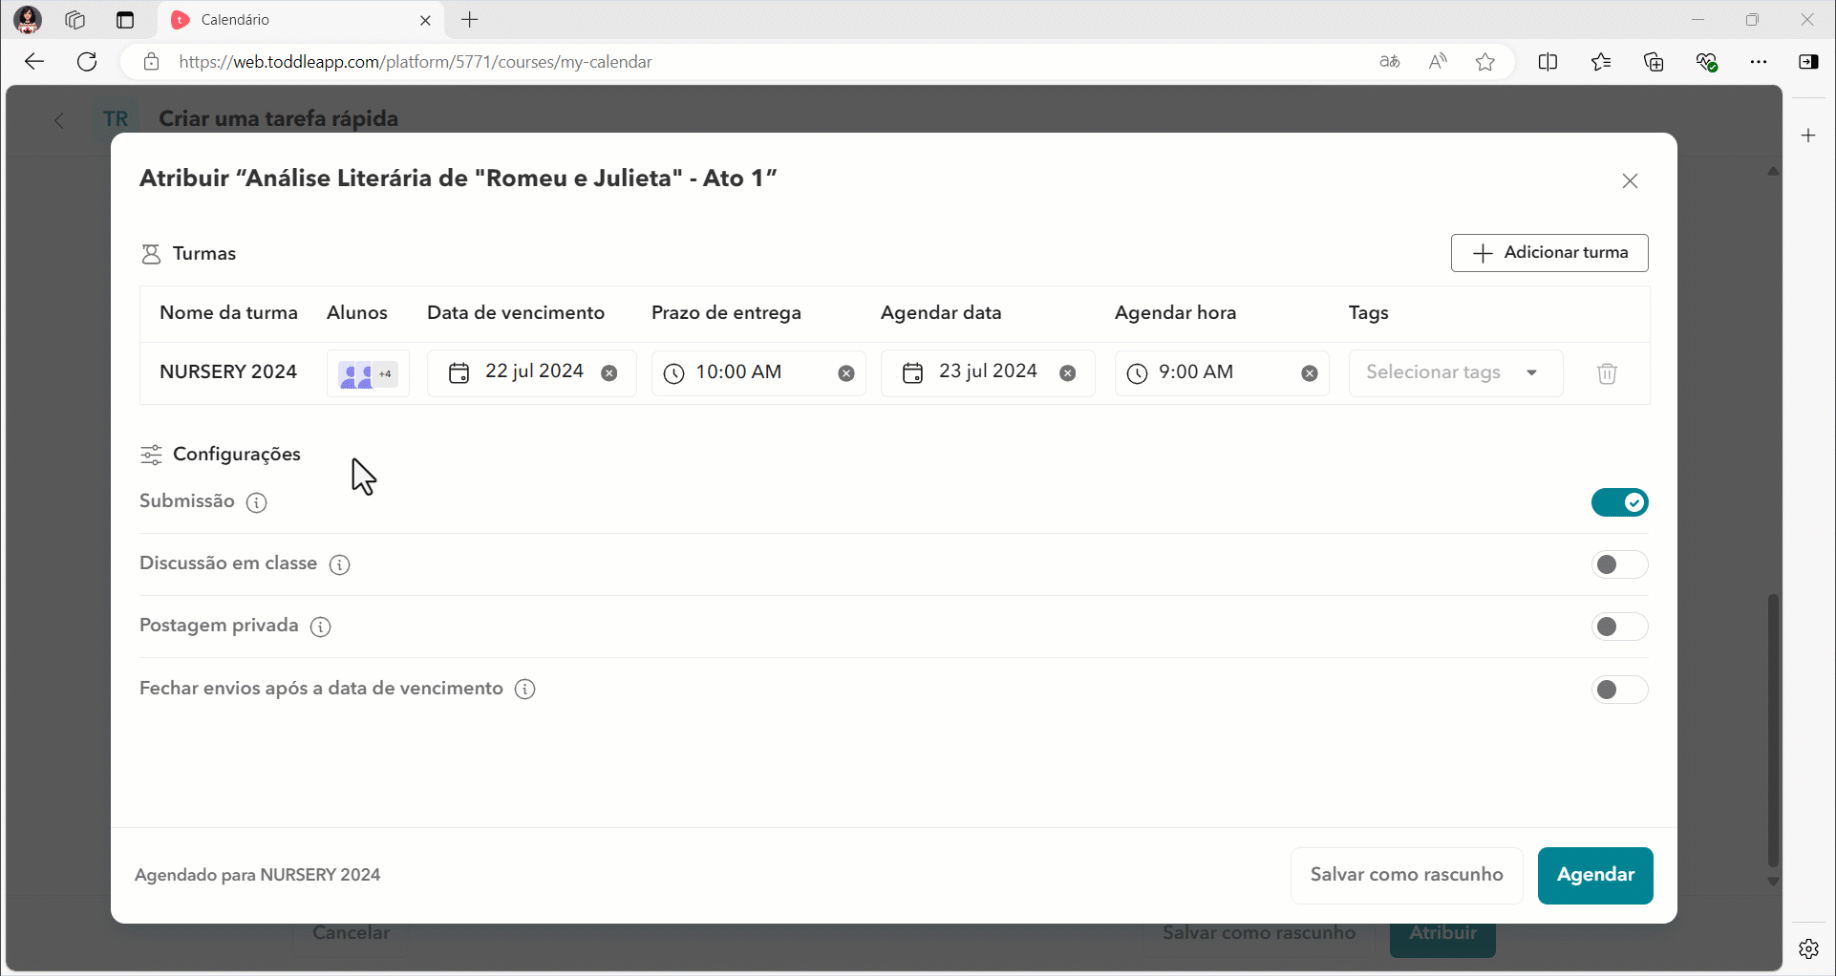 Calendário
https://web.toddleapp.com/platform/5771/courses/my-calendar
TR Criar uma tarefa rápida
Atribuir “Análise Literária de "Romeu e Julieta" - Ato 1”
Turmas
Adicionar turma
Nome da turma Alunos Data de vencimento Prazo de entrega Agendar data Agendar hora Tags
NURSERY 2024 +4 22 jul 2024 10:00 AM 23 jul 2024 9:00 AM Selecionar tags
Configurações
Submissão
Discussão em classe
Postagem privada
Fechar envios após a data de vencimento
Agendado para NURSERY 2024 Salvar como rascunho Agendar
Cancelar Salvar como rascunho Atribuir